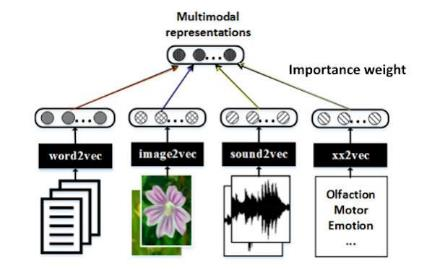 Multimodal
representations
...
Importance weight
... ... ... ...
word2vec image2vec sound2vec xx2vec
Olfaction
Motor
Emotion
...